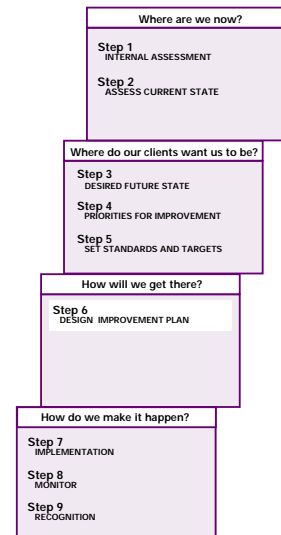 Where are we now?
Step 1
INTERNAL ASSESSMENT
Step 2
ASSESS CURRENT STATE
Where do our clients want us to be?
Step 3
DESIRED FUTURE STATE
Step 4
PRIORITIES FOR IMPROVEMENT
Step 5
SET STANDARDS AND TARGETS
How will we get there?
Step 6
DESIGN IMPROVEMENT PLAN
How do we make it happen?
Step 7
IMPLEMENTATION
Step 8
MONITOR
Step 9
RECOGNITION